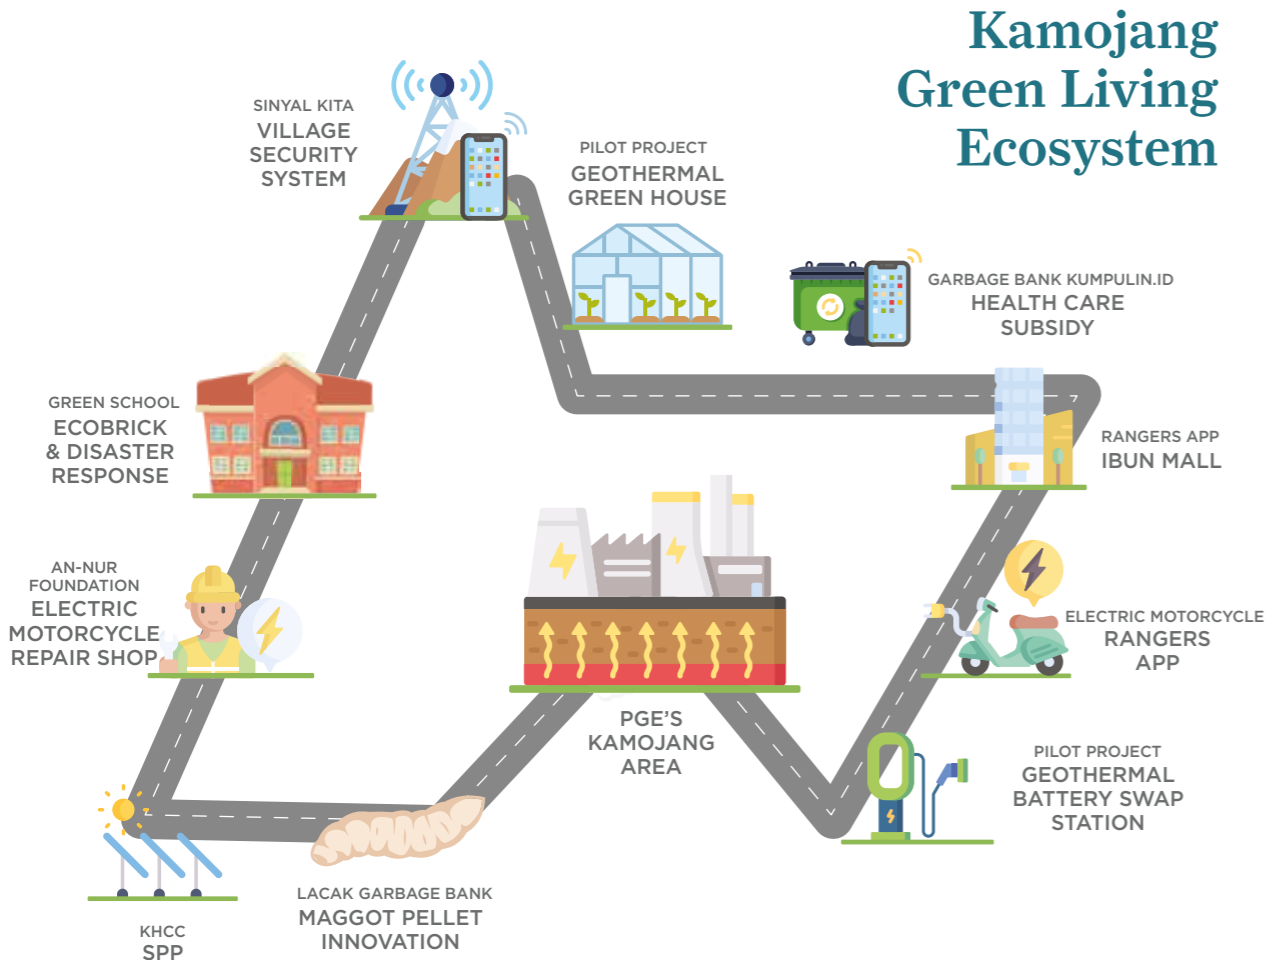 Kamojang
Green Living
Ecosystem
SINYAL KITA
VILLAGE
SECURITY
SYSTEM
PILOT PROJECT
GEOTHERMAL
GREEN HOUSE
GARBAGE BANK KUMPULIN.ID
HEALTH CARE
SUBSIDY
GREEN SCHOOL
ECOBRICK
& DISASTER
RESPONSE
RANGERS APP
IBUN MALL
AN-NUR
FOUNDATION
ELECTRIC
MOTORCYCLE
REPAIR SHOP
ELECTRIC MOTORCYCLE
RANGERS
APP
PGE'S
KAMOJANG
AREA
PILOT PROJECT
GEOTHERMAL
BATTERY SWAP
STATION
LACAK GARBAGE BANK
MAGGOT PELLET
INNOVATION
KHCC
SPP